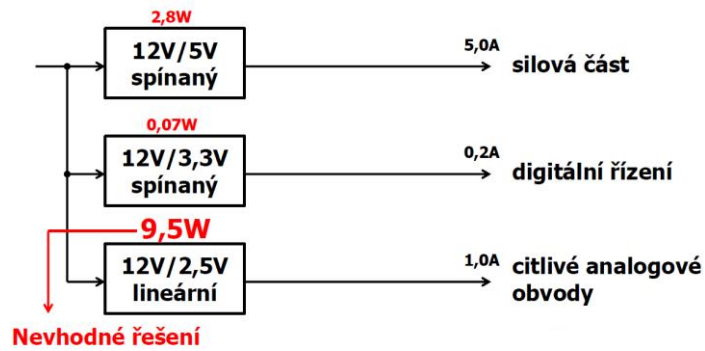 2,8W
12V/5V
spínaný
5,0A
silová část
0,07W
12V/3,3V
spínaný
0,2A
digitální řízení
9,5W
12V/2,5V
lineární
1,0A
citlivé analogové
obvody
Nevhodné řešení